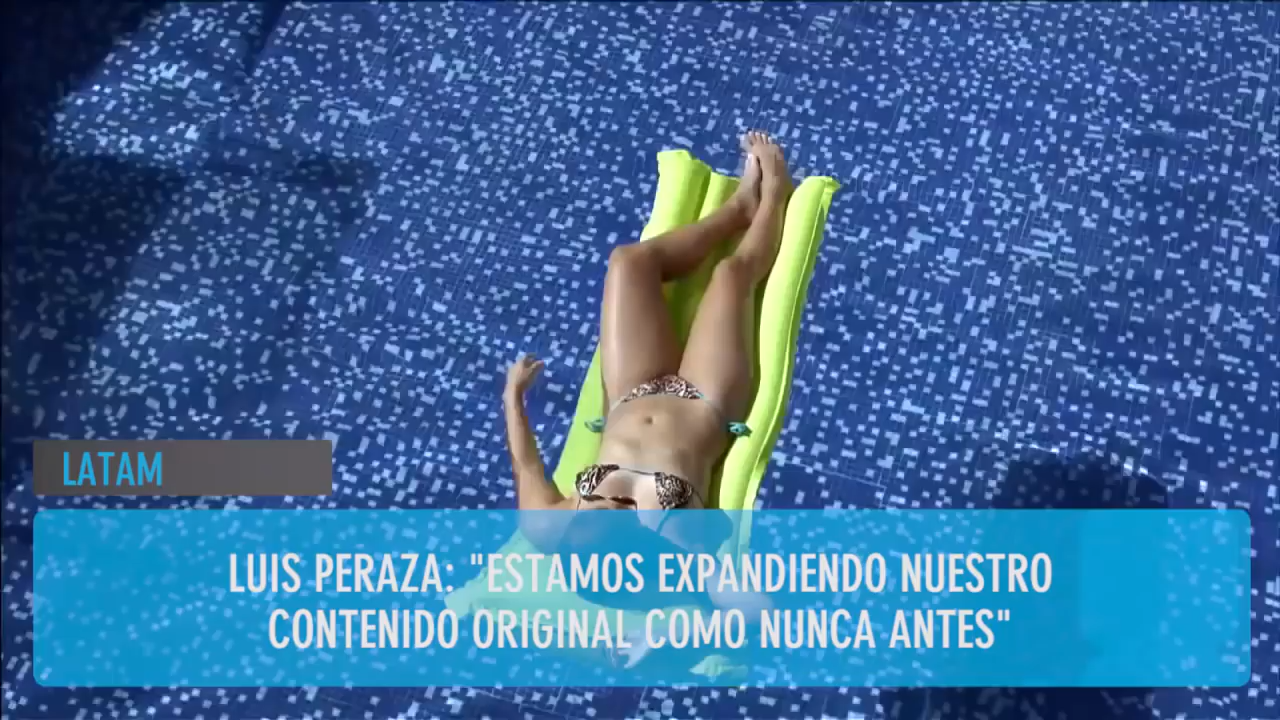 LATAM
LUIS PERAZA: "ESTAMOS EXPANDIENDO NUESTRO
CONTENIDO ORIGINAL COMO NUNCA ANTES"